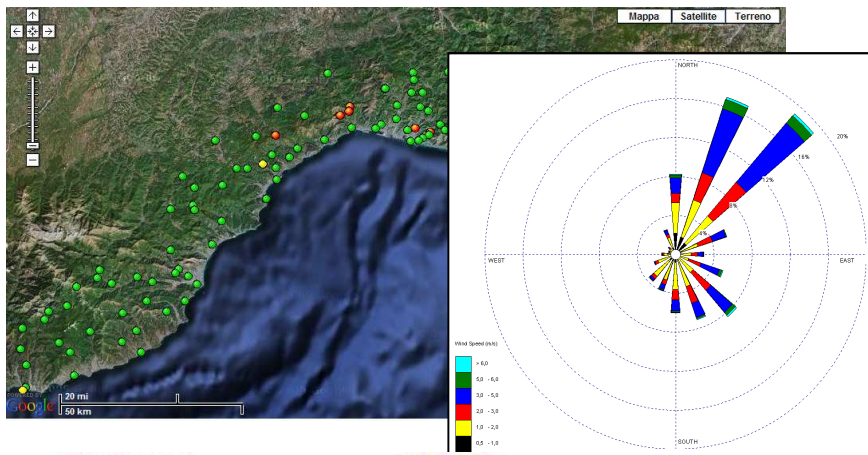 Mappa Satellite Terreno
NORTH
20%
16%
12%
8%
4%
WEST
EAST
Wind Speed (m/s)
> 6,0
5,0 - 6,0
3,0 - 5,0
2,0 - 3,0
1,0 - 2,0
0,5 - 1,0
SOUTH
POWERED BY
Google
20 mi
50 km